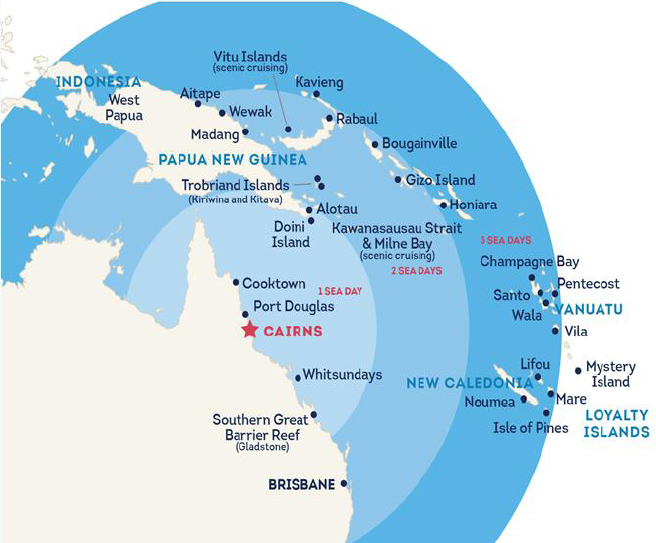 Vitu Islands
(scenic cruising)
INDONESIA
Kavieng
West
Papua
Aitape
Wewak
Rabaul
Madang
Bougainville
PAPUA NEW GUINEA
Trobriand Islands
(Kiriwina and Kitava)
Gizo Island
Alotau
Honiara
Doini
Island
Kawanasausau Strait
& Milne Bay
(scenic cruising)
3 SEA DAYS
2 SEA DAYS
Champagne Bay
Cooktown
1 SEA DAY
Pentecost
Santo
Port Douglas
Wala
VANUATU
CAIRNS
Vila
Lifou
Mystery
Island
Whitsundays
NEW CALEDONIA
Noumea
Mare
Southern Great
Barrier Reef
(Gladstone)
LOYALTY
ISLANDS
Isle of Pines
BRISBANE